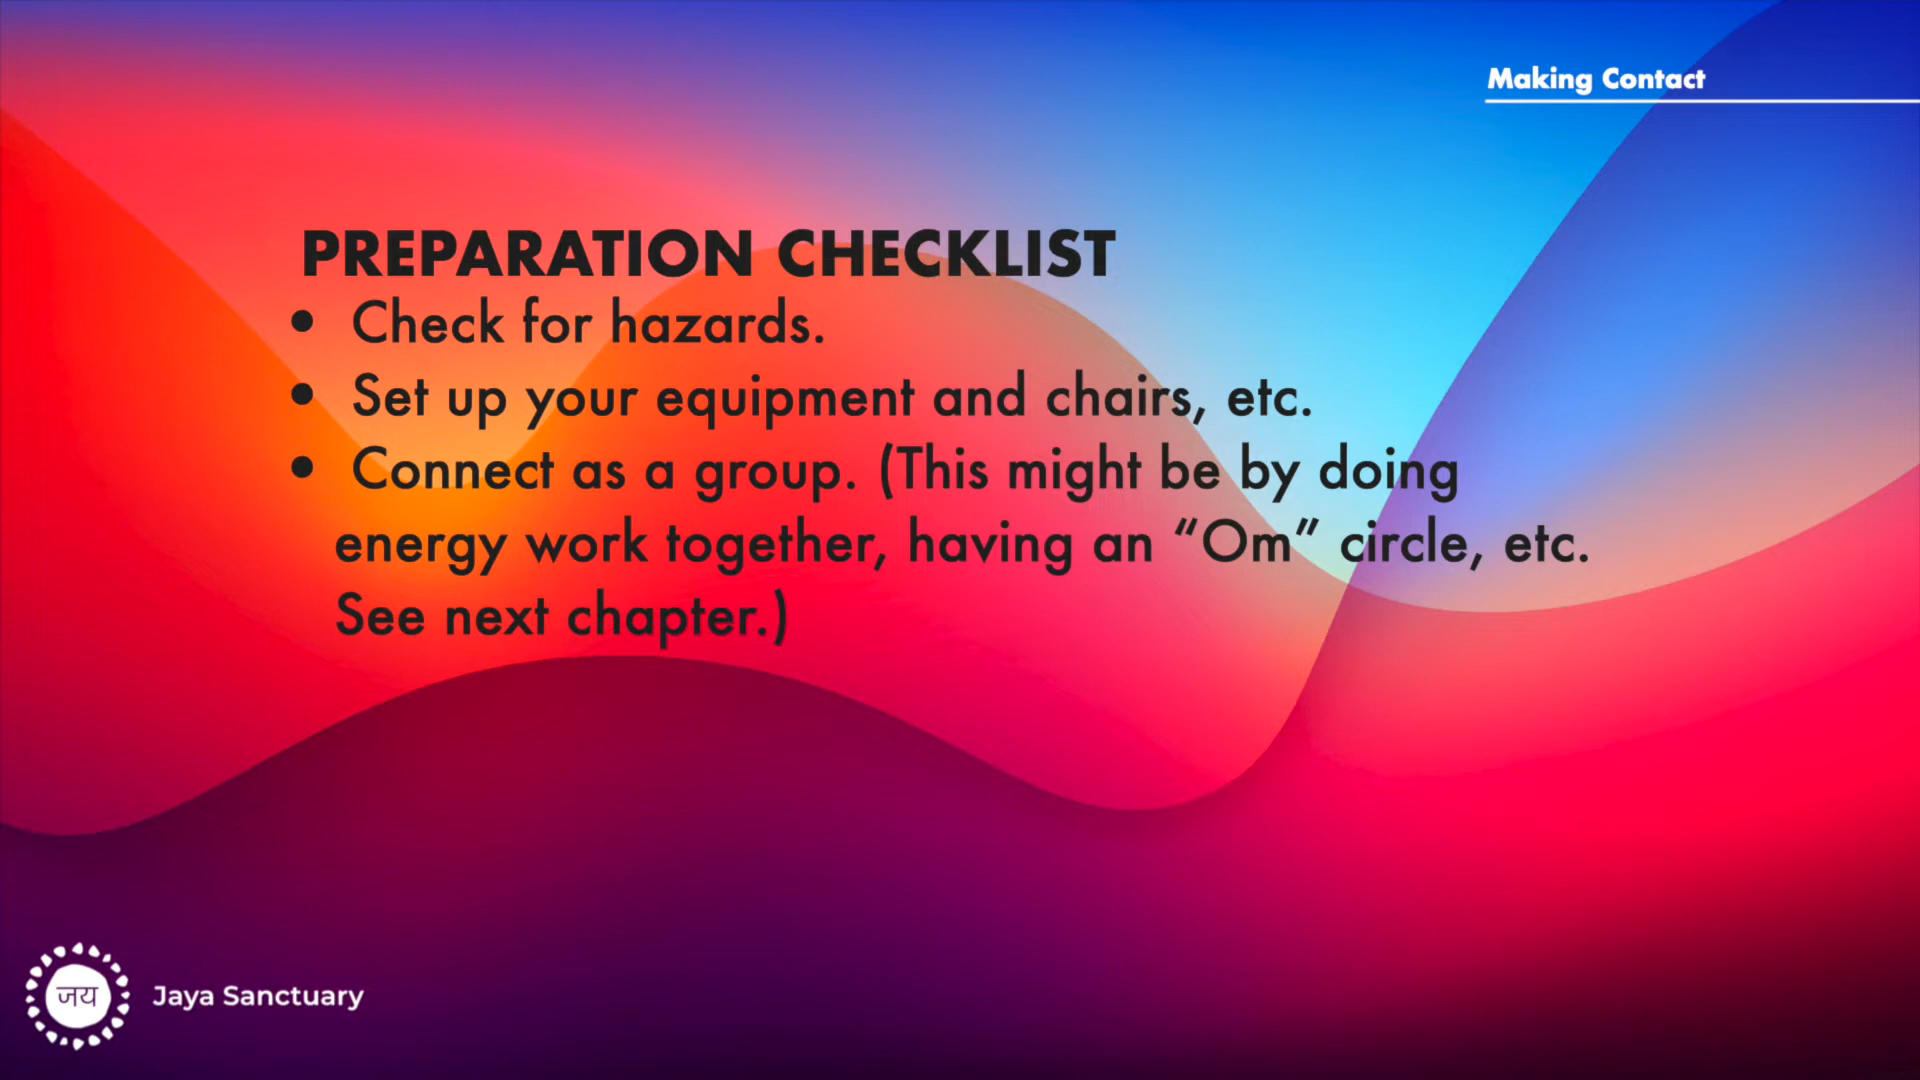 Making Contact
PREPARATION CHECKLIST
• Check for hazards.
• Set up your equipment and chairs, etc.
• Connect as a group. (This might be by doing
energy work together, having an “Om” circle, etc.
See next chapter.)
जय
Jaya Sanctuary